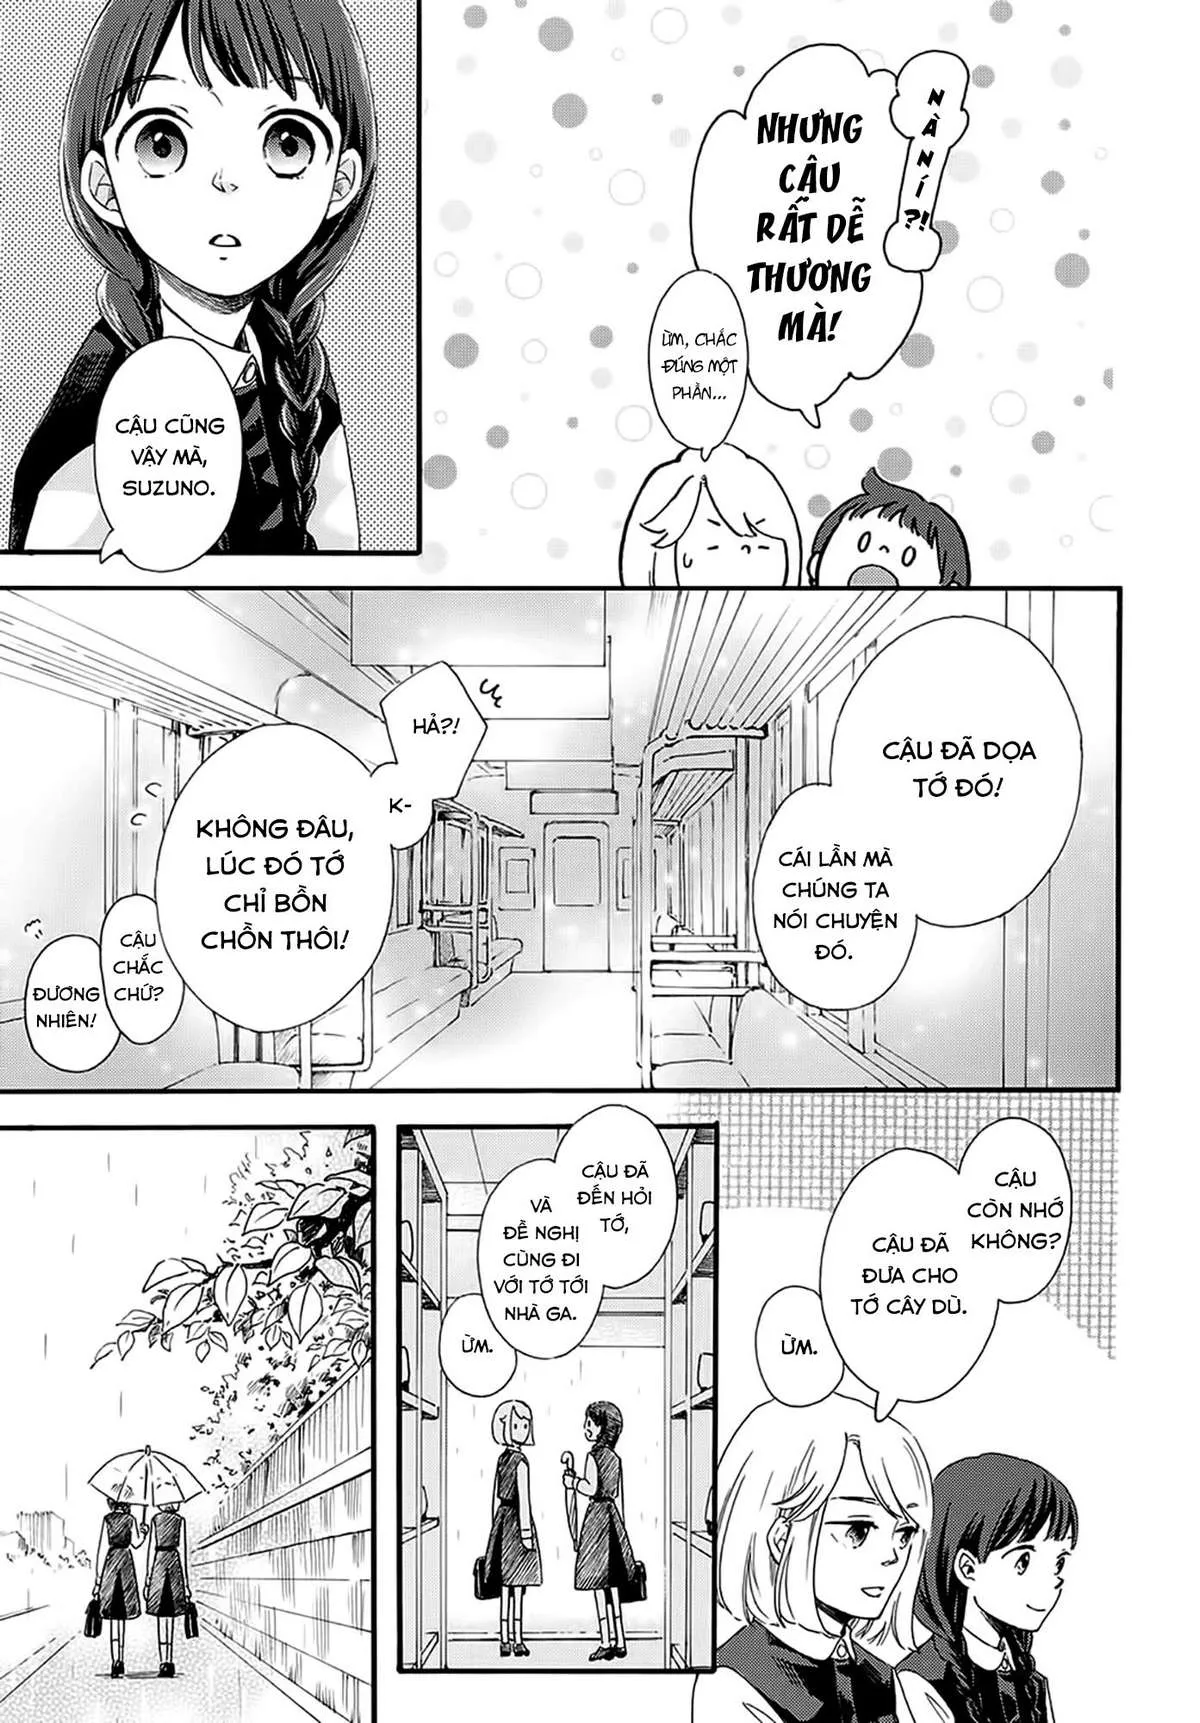 NÀ NÍ?!
NHƯNG
CẬU
RẤT DỄ
THƯƠNG
MÀ!
ỪM, CHẮC
ĐÚNG MỘT
PHẦN...
CẬU CŨNG
VẬY MÀ,
SUZUNO.
CẬU ĐÃ DỌA
TỚ ĐÓ!
CÁI LẦN MÀ
CHÚNG TA
NÓI CHUYỆN
ĐÓ.
HẢ?!
K-
KHÔNG ĐÂU,
LÚC ĐÓ TỚ
CHỈ BỒN
CHỒN THÔI!
CẬU
CHẮC
CHỨ?
ĐƯƠNG
NHIÊN!
CẬU
CÒN NHỚ
KHÔNG?
CẬU ĐÃ
ĐƯA CHO
TỚ CÂY DÙ.
ỪM.
CẬU ĐÃ
ĐẾN HỎI
TỚ,
VÀ
ĐỀ NGHỊ
CÙNG ĐI
VỚI TỚ TỚI
NHÀ GA.
ỪM.